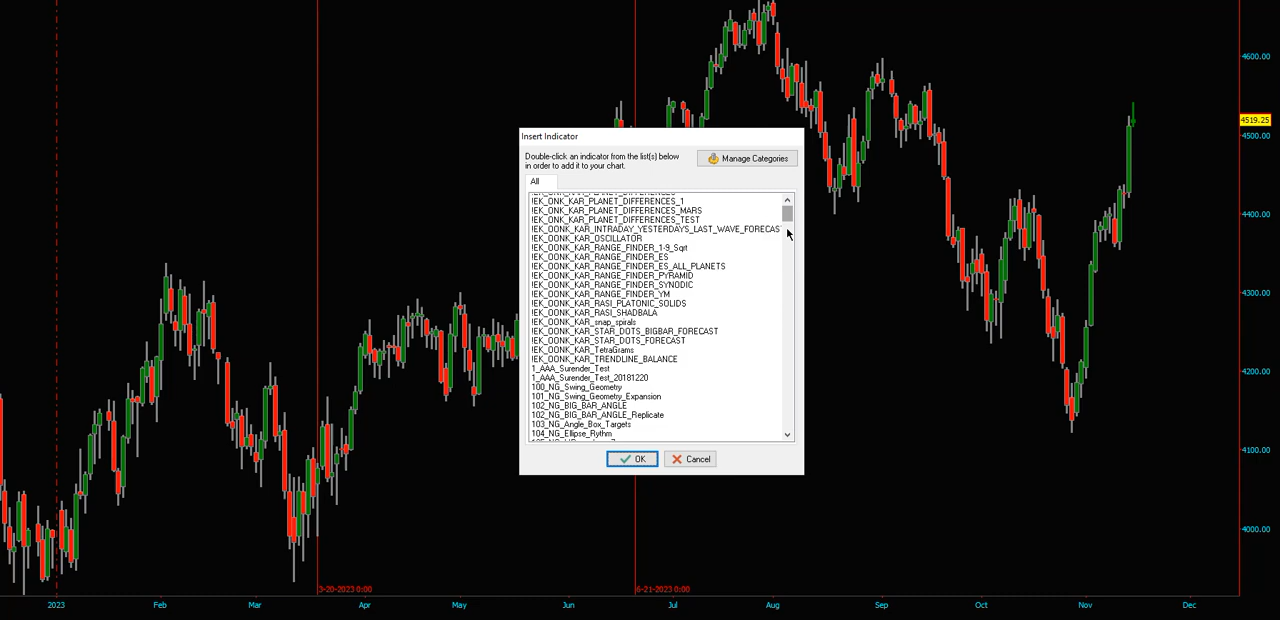 4600.00
4519.25
4500.00
4400.00
4300.00
4200.00
4100.00
4000.00
Insert Indicator
Double-click an indicator from the list(s) below
in order to add it to your chart.
Manage Categories
All
!EK_ONK_KAR_PLANET_DIFFERENCES
!EK_ONK_KAR_PLANET_DIFFERENCES_1
!EK_ONK_KAR_PLANET_DIFFERENCES_MARS
!EK_ONK_KAR_PLANET_DIFFERENCES_TEST
!EK_OONK_KAR_INTRADAY_YESTERDAYS_LAST_WAVE_FORECAS
!EK_OONK_KAR_OSCILLATOR
!EK_OONK_KAR_RANGE_FINDER_1-9_Sqrt
!EK_OONK_KAR_RANGE_FINDER_ES
!EK_OONK_KAR_RANGE_FINDER_ES_ALL_PLANETS
!EK_OONK_KAR_RANGE_FINDER_PYRAMID
!EK_OONK_KAR_RANGE_FINDER_SYNODIC
!EK_OONK_KAR_RANGE_FINDER_YM
!EK_OONK_KAR_RASI_PLATONIC_SOLIDS
!EK_OONK_KAR_RASI_SHADBALA
!EK_OONK_KAR_snap_spirals
!EK_OONK_KAR_STAR_DOTS_BIGBAR_FORECAST
!EK_OONK_KAR_STAR_DOTS_FORECAST
!EK_OONK_KAR_TetraGrams
!EK_OONK_KAR_TRENDLINE_BALANCE
1_AAA_Surender_Test
1_AAA_Surender_Test_20181220
100_NG_Swing_Geometry
101_NG_Swing_Geometry_Expansion
102_NG_BIG_BAR_ANGLE
102_NG_BIG_BAR_ANGLE_Replicate
103_NG_Angle_Box_Targets
104_NG_Ellipse_Rythm
OK
Cancel
3-20-2023 0:00
6-21-2023 0:00
2023 Feb Mar Apr May Jun Jul Aug Sep Oct Nov Dec